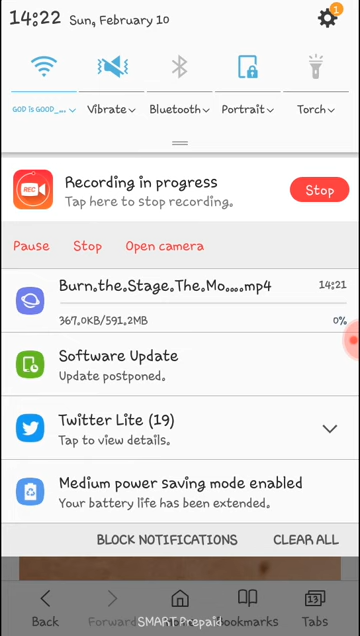 14:22 Sun, February 10
1
GOD iS GOOD_...
Vibrate
Bluetooth
Portrait
Torch
REC
Recording in progress
Tap here to stop recording.
Stop
Pause Stop Open camera
Burn.the.Stage.The.Mo....mp4 14:21
367.0KB/591.2MB 0%
Software Update
Update postponed.
Twitter Lite (19)
Tap to view details.
Medium power saving mode enabled
Your battery life has been extended.
BLOCK NOTIFICATIONS CLEAR ALL
13
Back Forward Bookmarks Tabs
SMART Prepaid